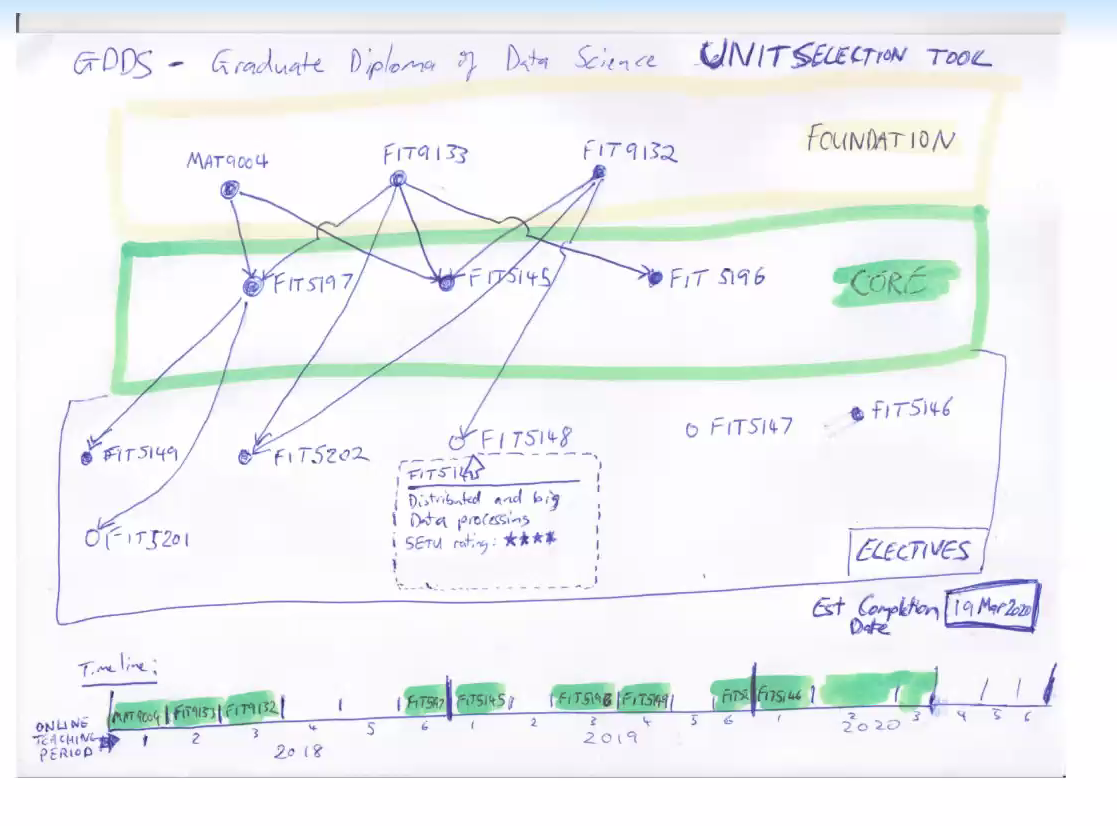 GDDS - Graduate Diploma of Data Science UNIT SELECTION TOOL
FOUNDATION
MAT9004 FIT9133 FIT9132
FIT5197 FIT5145 FIT5196 CORE
FIT5149 FIT5202 FIT5148 FIT5147 FIT5146
FIT5148
Distributed and big
Data processing
SETU rating: ★★★★
FIT5201
ELECTIVES
Est Completion 19 Mar 2020
Date
Timeline:
MAT9004 FIT9133 FIT9132 FIT5197 FIT5145 FIT5196 FIT5149 FIT52 FIT5146
ONLINE
TEACHING
PERIOD
1 2 3 4 5 6 1 2 3 4 5 6 1 2 3 4 5 6
2018 2019 2020